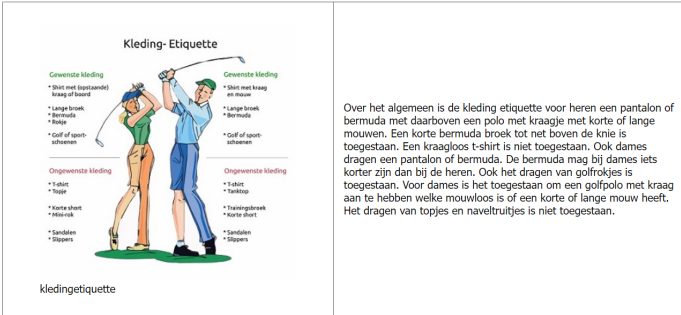 Kleding- Etiquette
Gewenste kleding
* Shirt met (opstaande)
kraag of boord
* Lange broek
* Bermuda
* Rokje
* Golf of sport-
schoenen
Ongewenste kleding
* T-shirt
* Topje
* Korte short
* Mini-rok
* Sandalen
* Slippers
Gewenste kleding
* Shirt met kraag
en mouw
* Lange broek
* Bermuda
* Golf of sport-
schoenen
Ongewenste kleding
* T-shirt
* Tanktop
* Trainingsbroek
* Korte short
* Sandalen
* Slippers
kledingetiquette
Over het algemeen is de kleding etiquette voor heren een pantalon of
bermuda met daarboven een polo met kraagje met korte of lange
mouwen. Een korte bermuda broek tot net boven de knie is
toegestaan. Een kraagloos t-shirt is niet toegestaan. Ook dames
dragen een pantalon of bermuda. De bermuda mag bij dames iets
korter zijn dan bij de heren. Ook het dragen van golfrokjes is
toegestaan. Voor dames is het toegestaan om een golfpolo met kraag
aan te hebben welke mouwloos is of een korte of lange mouw heeft.
Het dragen van topjes en naveltruitjes is niet toegestaan.